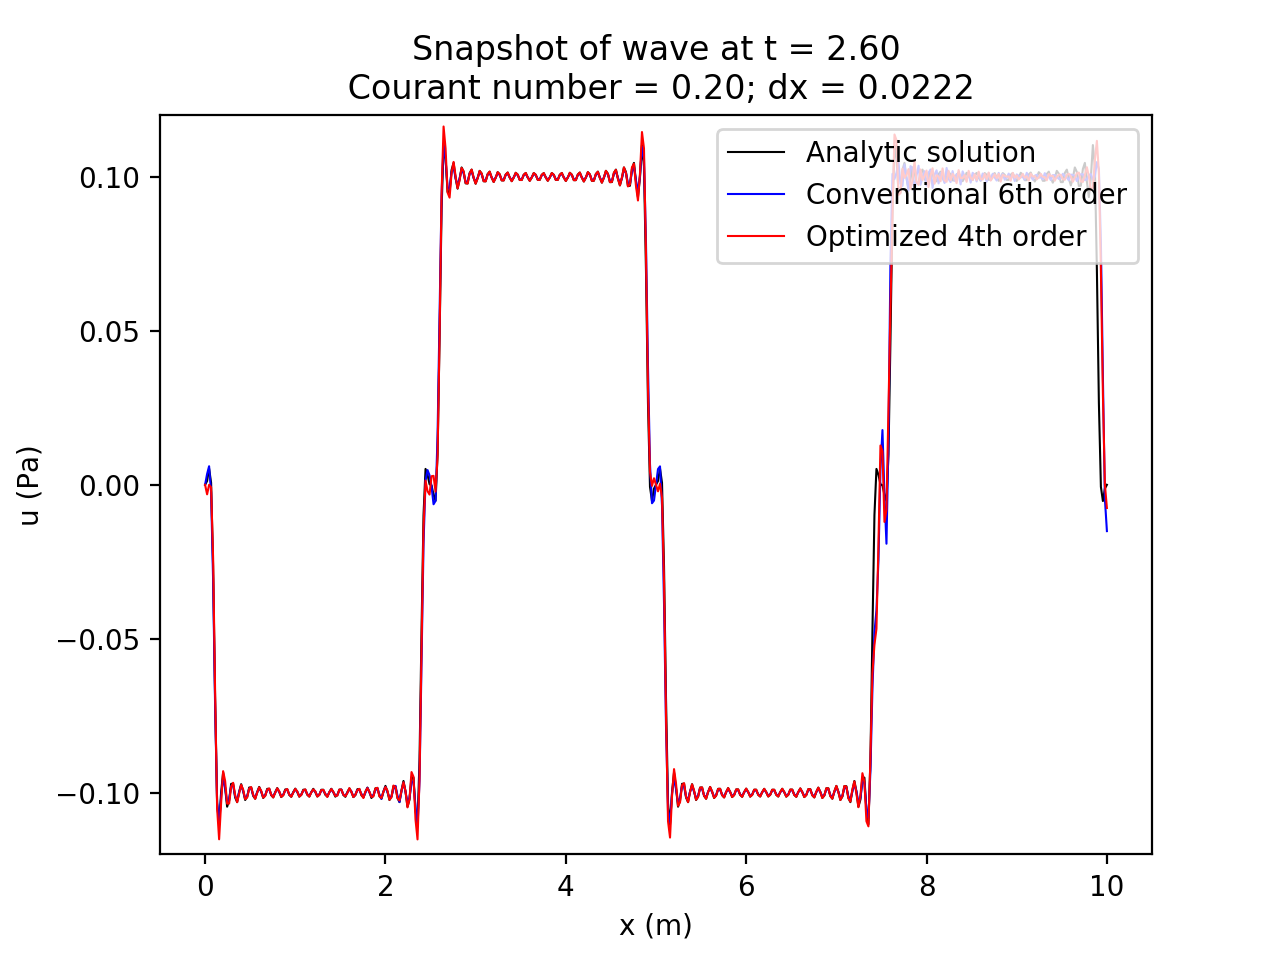 Snapshot of wave at t = 2.60
Courant number = 0.20; dx = 0.0222
Analytic solution
Conventional 6th order
Optimized 4th order
0.10
0.05
0.00
−0.05
−0.10
u (Pa)
0 2 4 6 8 10
x (m)